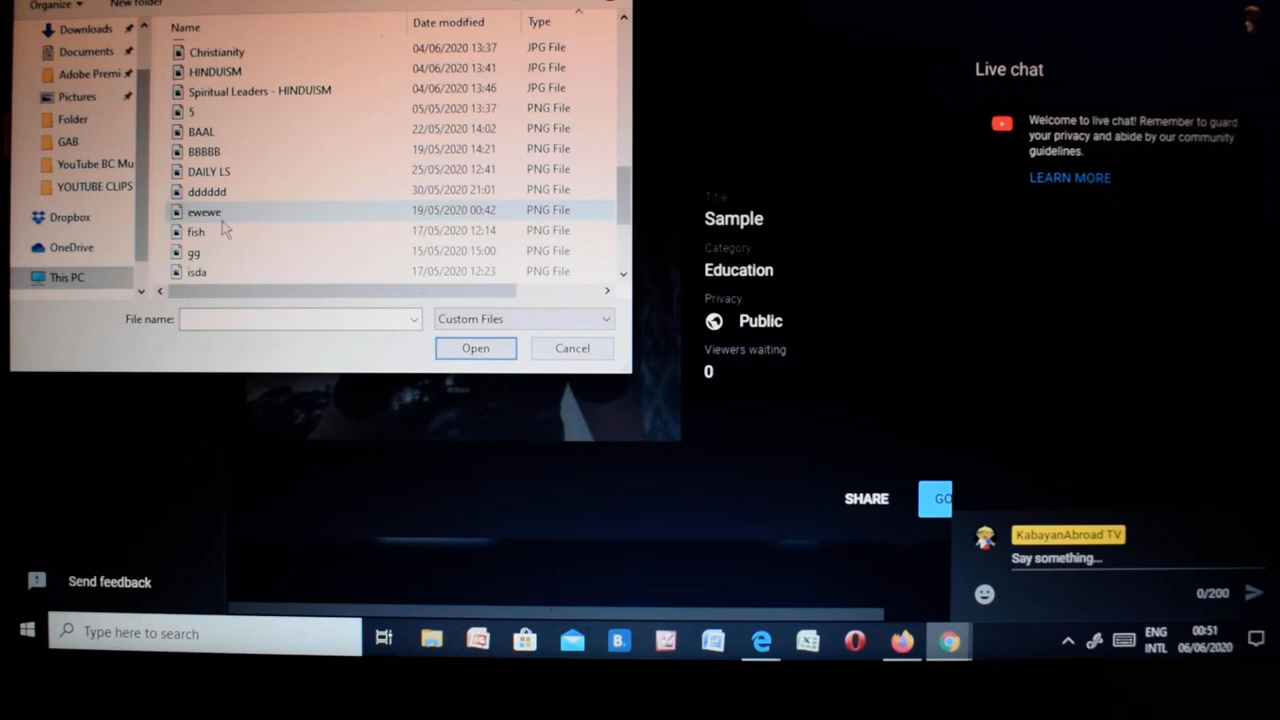 Organize
New folder
Name
Date modified
Type
Downloads
Documents
Adobe Premi
Pictures
Folder
GAB
YouTube BC Mu
YOUTUBE CLIPS
Dropbox
OneDrive
This PC
Christianity 04/06/2020 13:37 JPG File
HINDUISM 04/06/2020 13:41 JPG File
Spiritual Leaders - HINDUISM 04/06/2020 13:46 JPG File
5 05/05/2020 13:37 PNG File
BAAL 22/05/2020 14:02 PNG File
BBBBB 19/05/2020 14:21 PNG File
DAILY LS 25/05/2020 12:41 PNG File
dddddd 30/05/2020 21:01 PNG File
ewewe 19/05/2020 00:42 PNG File
fish 17/05/2020 12:14 PNG File
gg 15/05/2020 15:00 PNG File
isda 17/05/2020 12:23 PNG File
File name:
Custom Files
Open
Cancel
Title
Sample
Category
Education
Privacy
Public
Viewers waiting
0
SHARE
GO
Live chat
Welcome to live chat! Remember to guard
your privacy and abide by our community
guidelines.
LEARN MORE
KabayanAbroad TV
Say something...
0/200
Send feedback
Type here to search
B.
ENG
INTL
00:51
06/06/2020